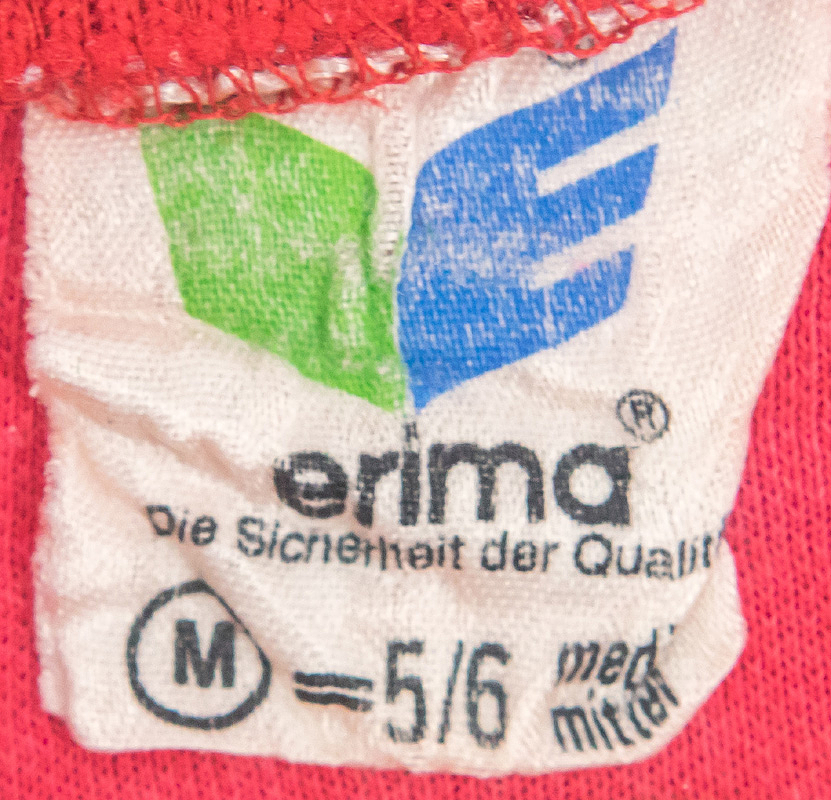 erima®
Die Sicherheit der Qualit
M = 5/6 med.
mittel